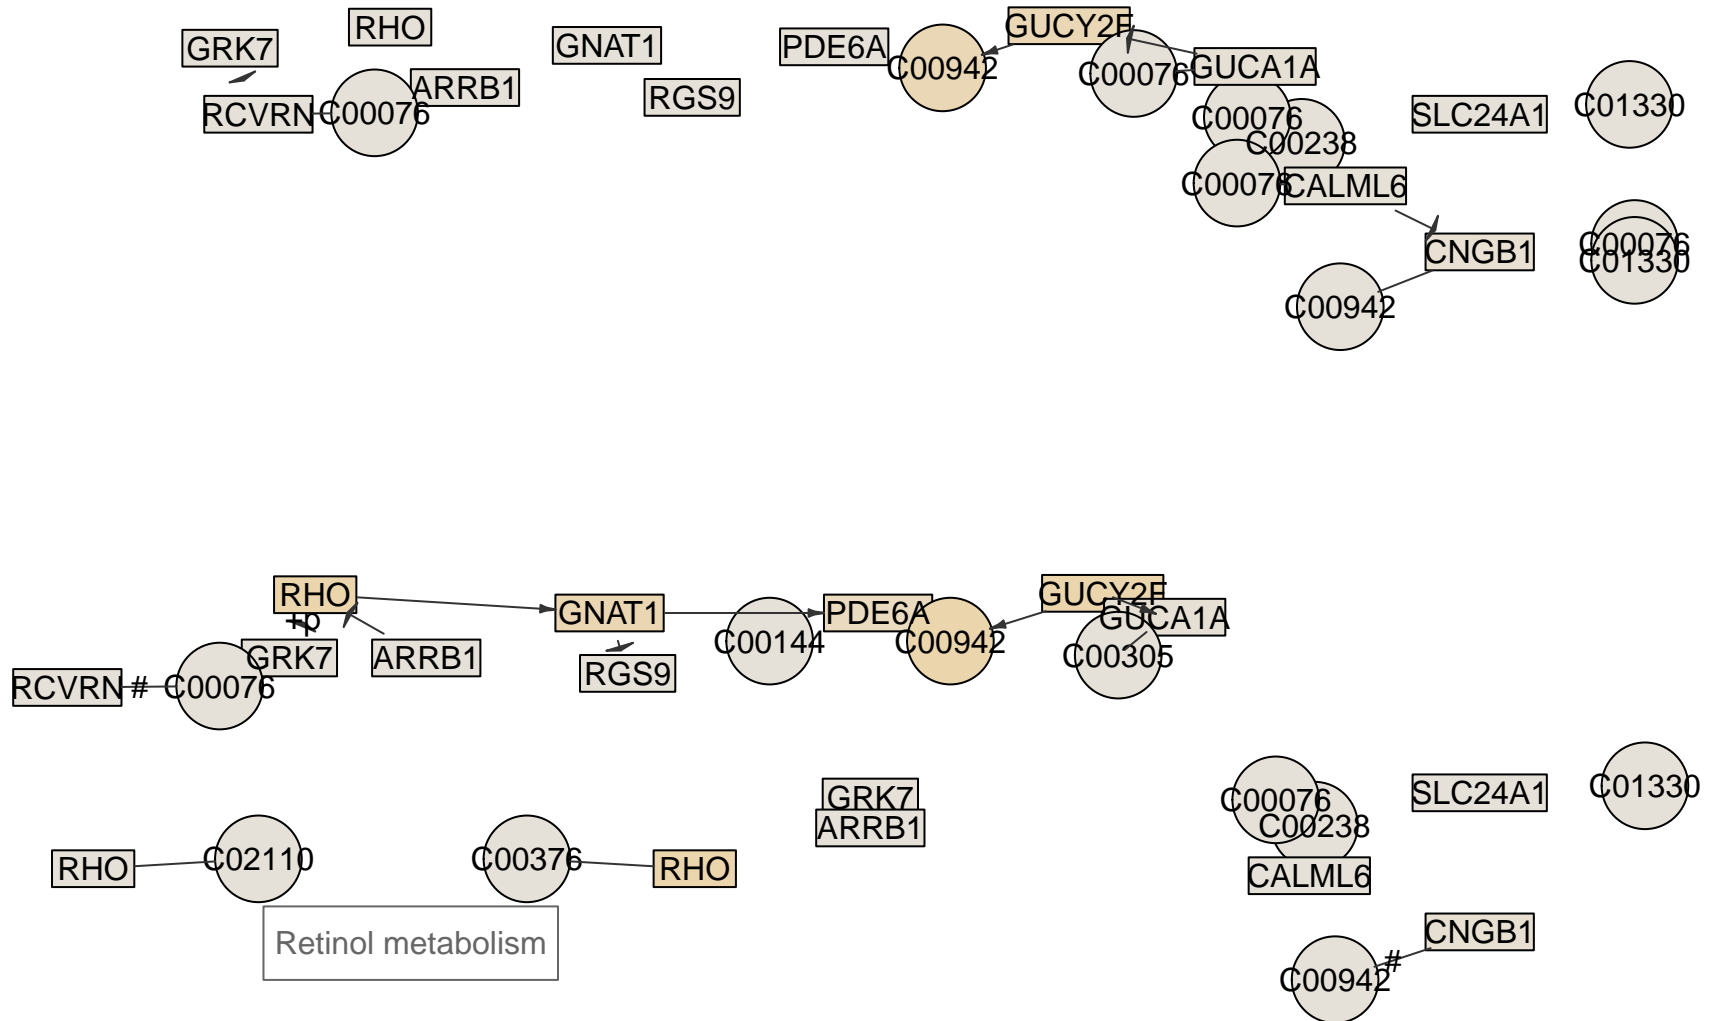 RHO
GRK7
GNAT1
PDE6A
GUCY2F
C00942
C00076
GUCA1A
ARRB1
RGS9
RCVRN
C00076
C00076
C00238
SLC24A1
C01330
C00076
CALML6
CNGB1
C00076
C01330
C00942
RHO
+p
GNAT1
PDE6A
GUCY2F
GUCA1A
GRK7
ARRB1
C00144
C00942
C00305
RGS9
RCVRN
#
C00076
GRK7
ARRB1
C00076
C00238
SLC24A1
C01330
RHO
C02110
C00376
RHO
CALML6
Retinol metabolism
CNGB1
#
C00942